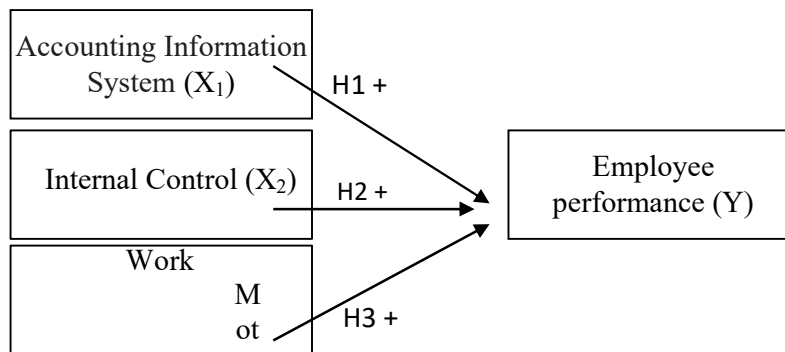 Accounting Information
System (X₁)
H1 +
Internal Control (X₂)
H2 +
Employee
performance (Y)
Work
M
ot
H3 +